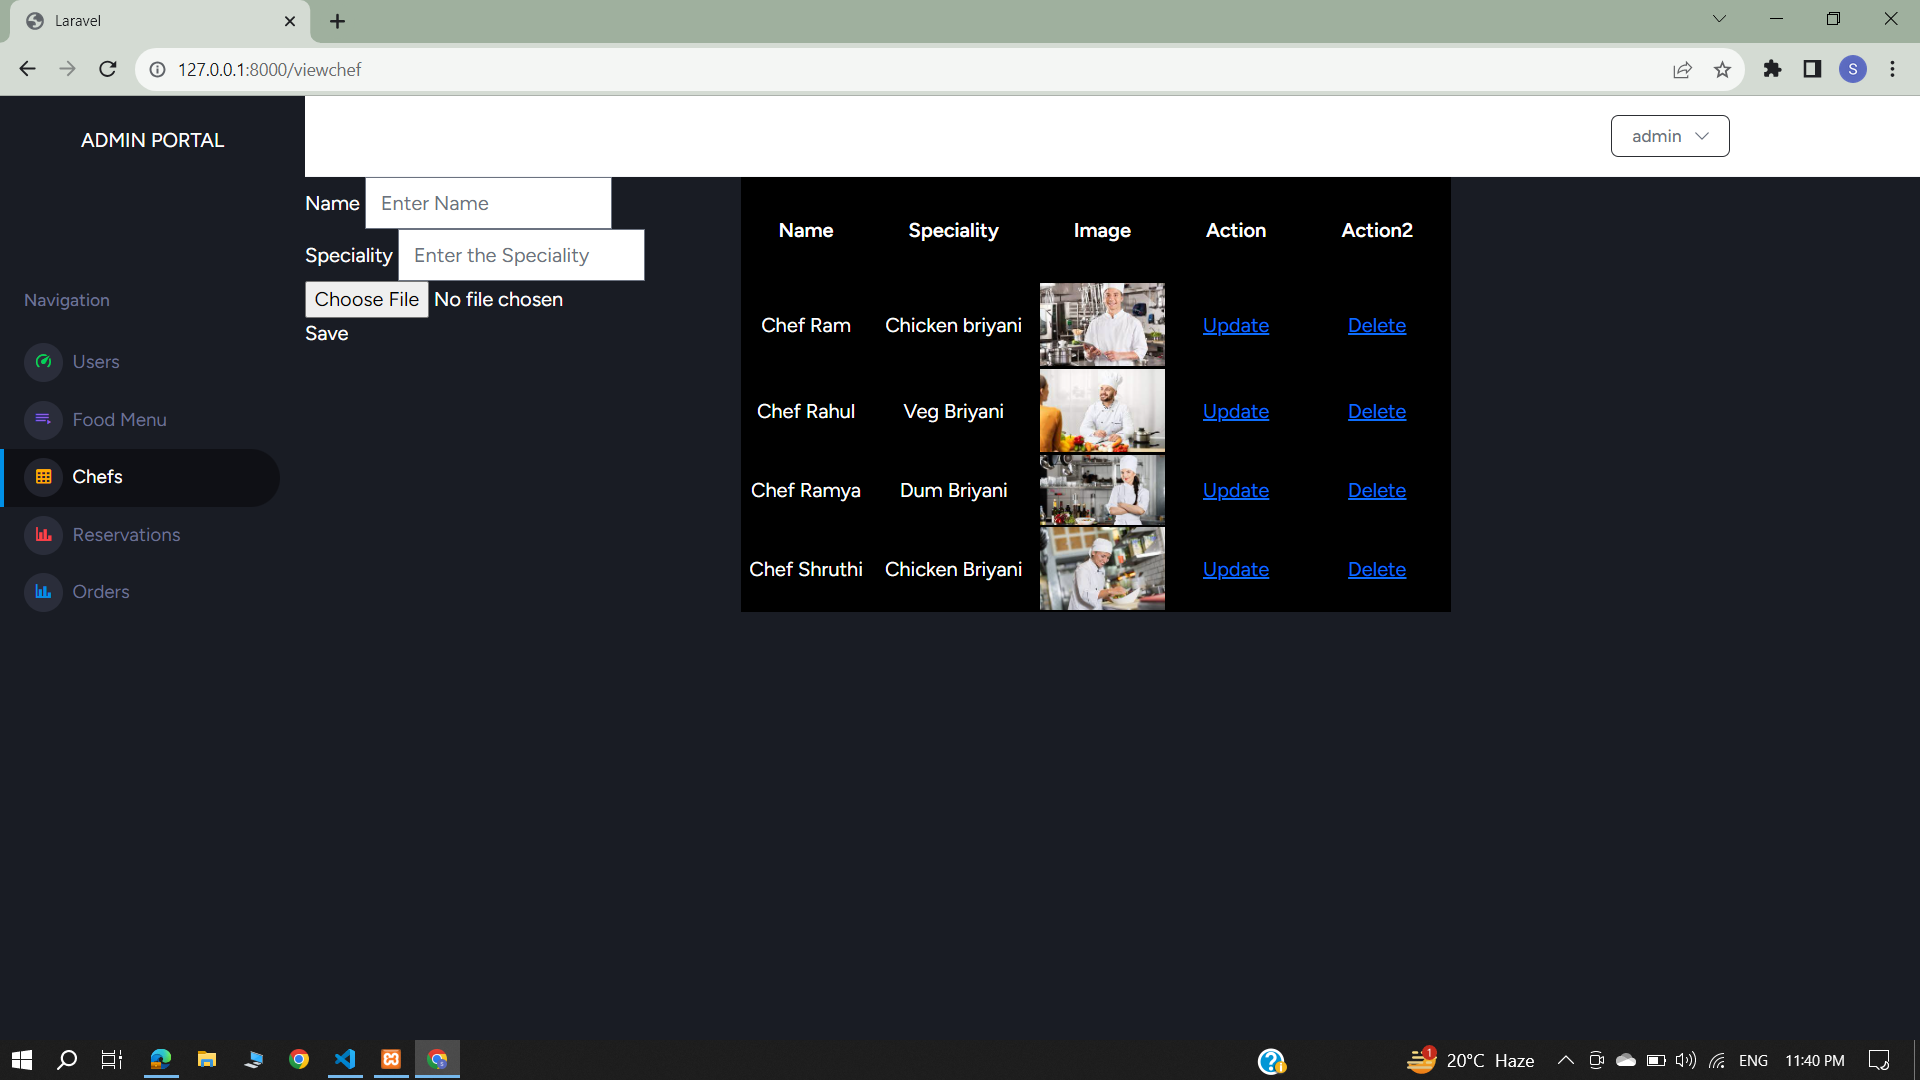 Laravel
127.0.0.1:8000/viewchef
S
ADMIN PORTAL
admin
Navigation
Users
Food Menu
Chefs
Reservations
Orders
Name Enter Name
Speciality Enter the Speciality
Choose File No file chosen
Save
Name Speciality Image Action Action2
Chef Ram Chicken briyani Update Delete
Chef Rahul Veg Briyani Update Delete
Chef Ramya Dum Briyani Update Delete
Chef Shruthi Chicken Briyani Update Delete
1
20°C Haze
ENG
11:40 PM